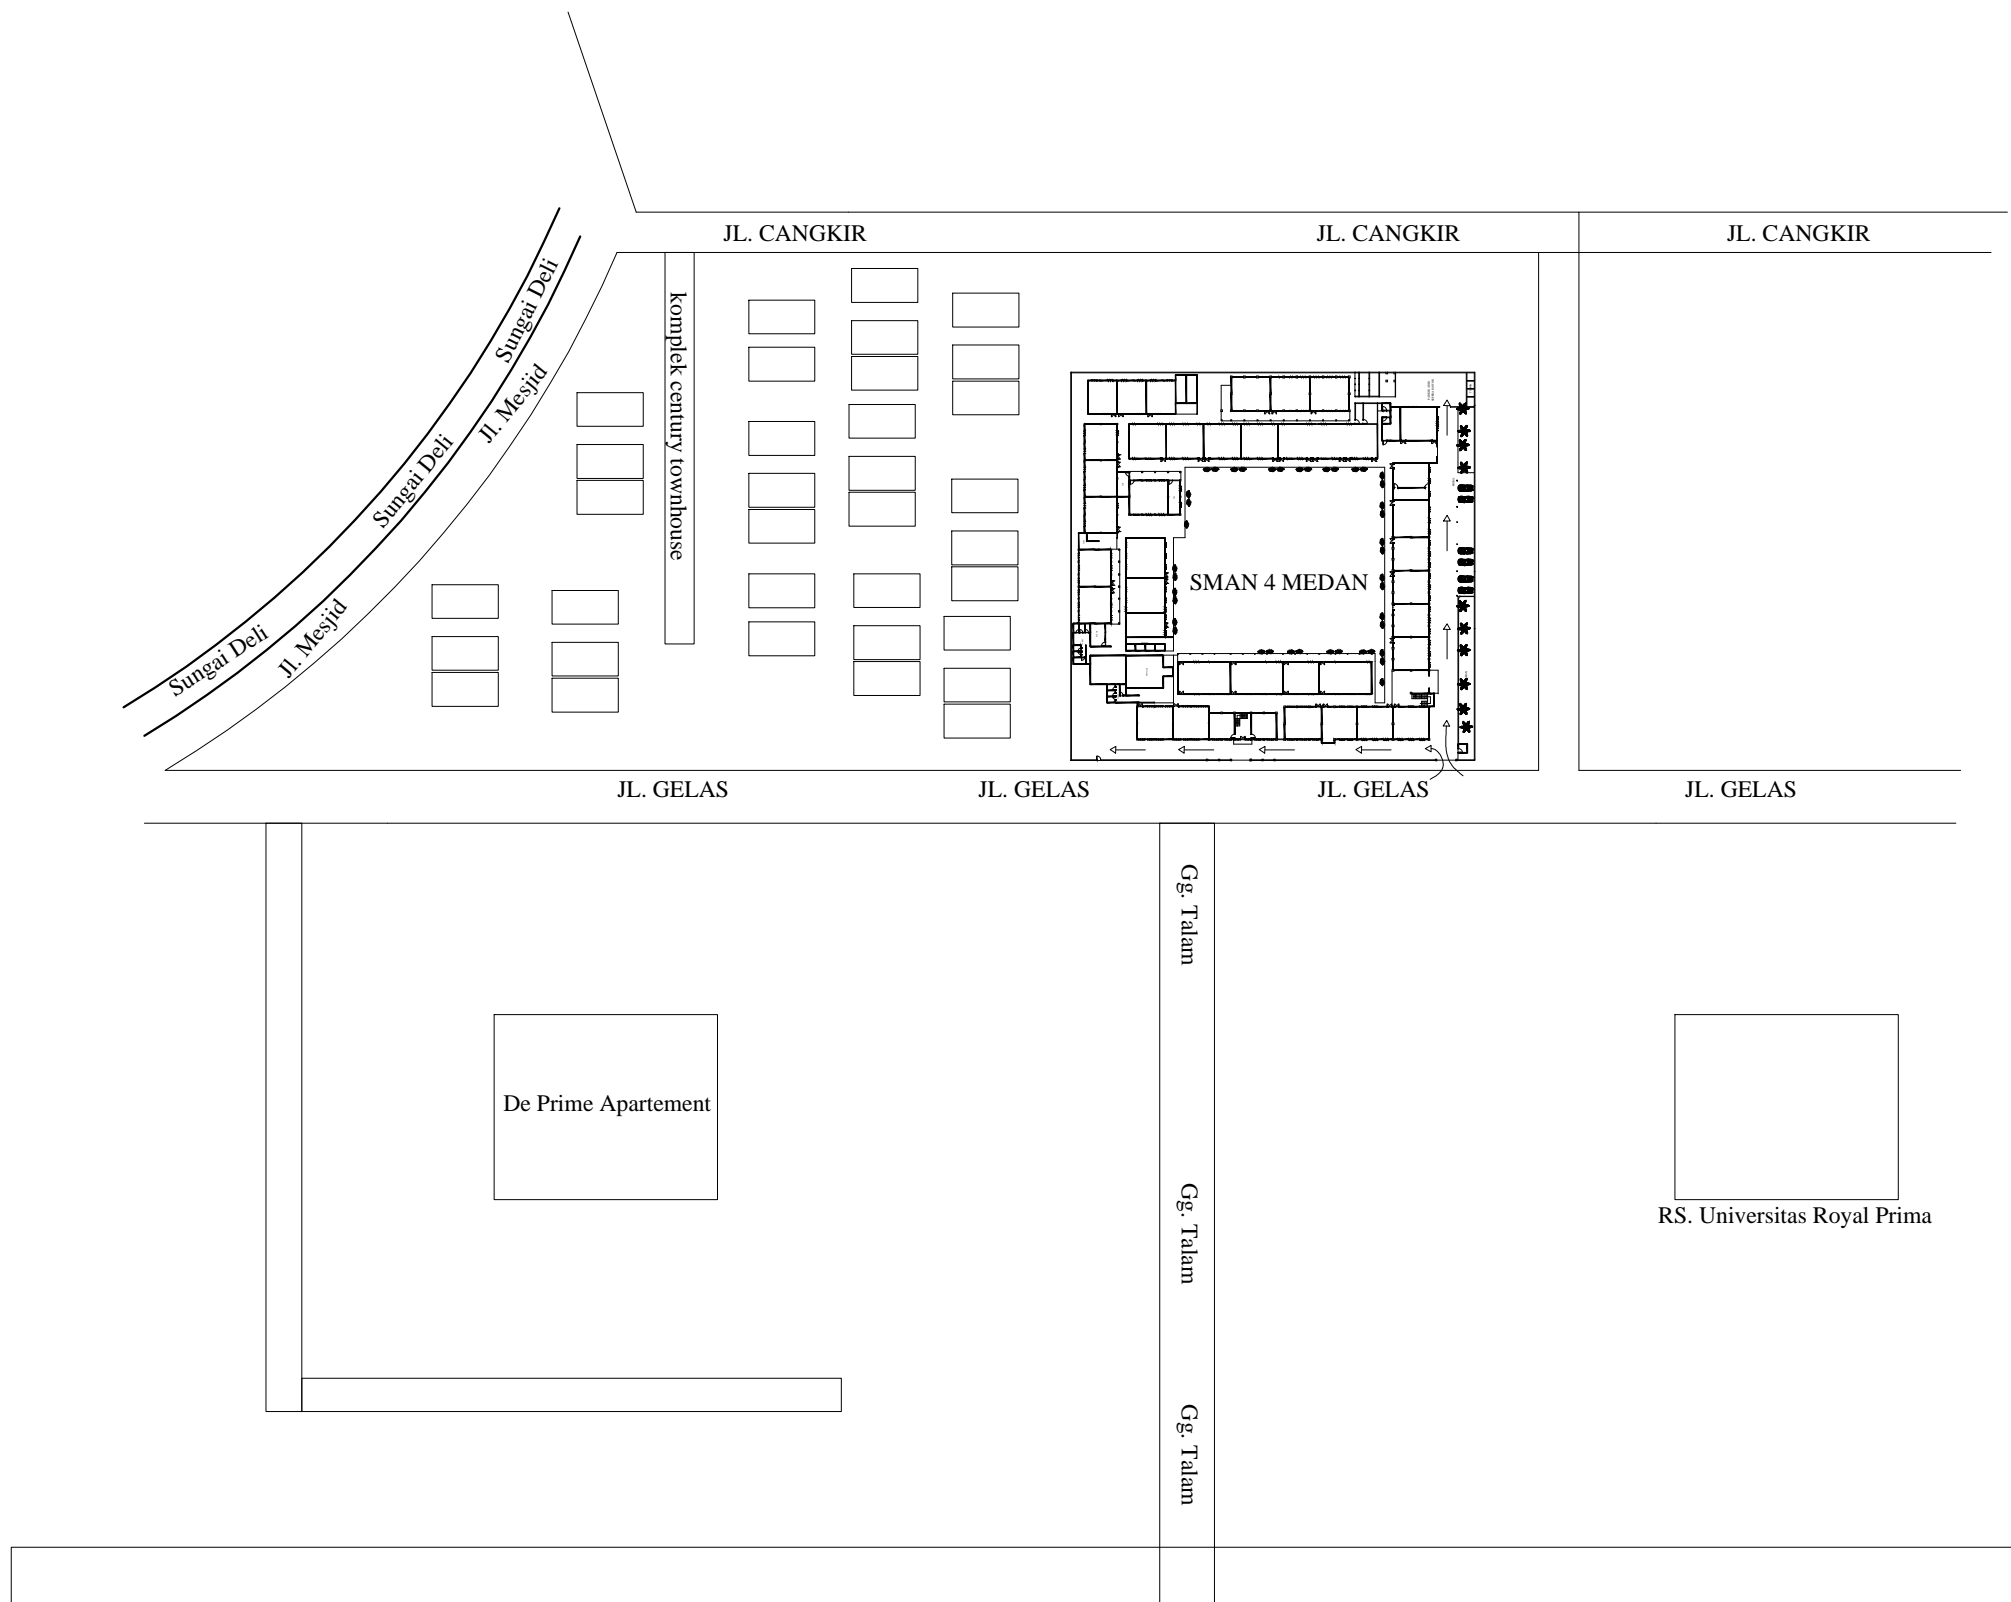 JL. CANGKIR
JL. CANGKIR
JL. CANGKIR
Sungai Deli
Sungai Deli
Sungai Deli
Jl. Mesjid
Jl. Mesjid
komplek century townhouse
SMAN 4 MEDAN
JL. GELAS
JL. GELAS
JL. GELAS
JL. GELAS
Gg. Talam
Gg. Talam
Gg. Talam
De Prime Apartement
RS. Universitas Royal Prima